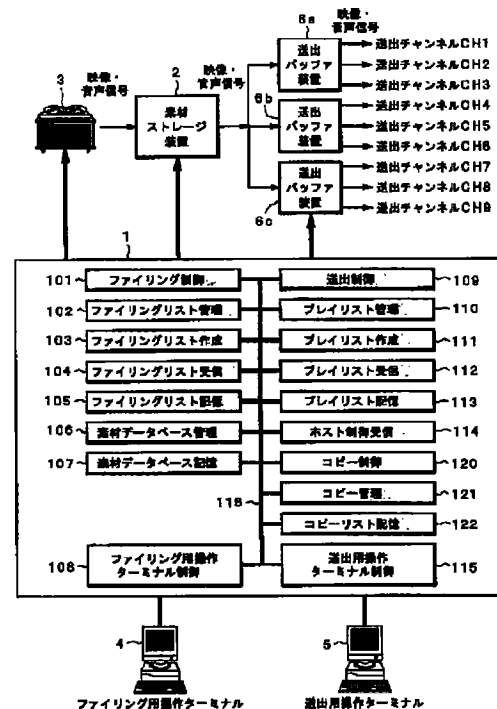 6a
映像・
音声信号
送出
バッファ
装置
送出チャンネルCH1
送出チャンネルCH2
送出チャンネルCH3
3
映像・
音声信号
2
素材
ストレージ
装置
映像・
音声信号
6b
送出
バッファ
装置
送出チャンネルCH4
送出チャンネルCH5
送出チャンネルCH6
6c
送出
バッファ
装置
送出チャンネルCH7
送出チャンネルCH8
送出チャンネルCH9
1
101 ファイリング制御
送出制御 109
102 ファイリングリスト管理
プレイリスト管理 110
103 ファイリングリスト作成
プレイリスト作成 111
104 ファイリングリスト受信
プレイリスト受信 112
105 ファイリングリスト記憶
プレイリスト記憶 113
106 素材データベース管理
ホスト制御受信 114
107 素材データベース記憶
コピー制御 120
116
コピー管理 121
コピーリスト記憶 122
108 ファイリング用操作
ターミナル制御
送出用操作
ターミナル制御 115
4
5
ファイリング用操作ターミナル
送出用操作ターミナル